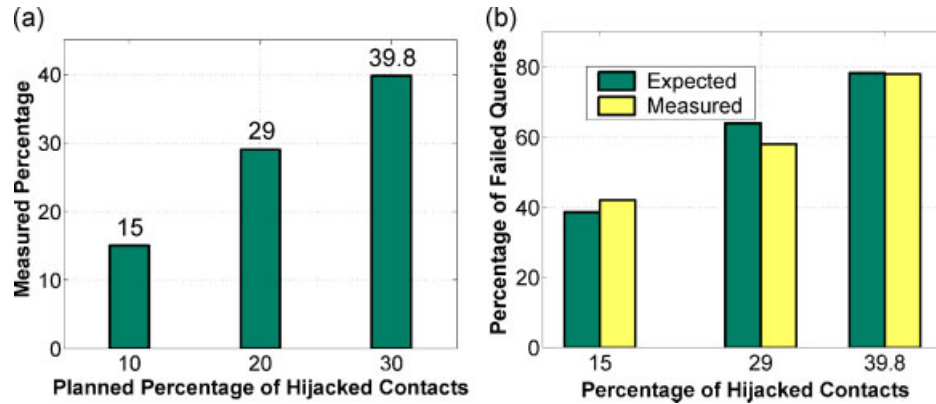 (a)
Measured Percentage
40
30
20
10
0
15
29
39.8
10 20 30
Planned Percentage of Hijacked Contacts
(b)
Percentage of Failed Queries
80
60
40
20
0
Expected
Measured
15 29 39.8
Percentage of Hijacked Contacts